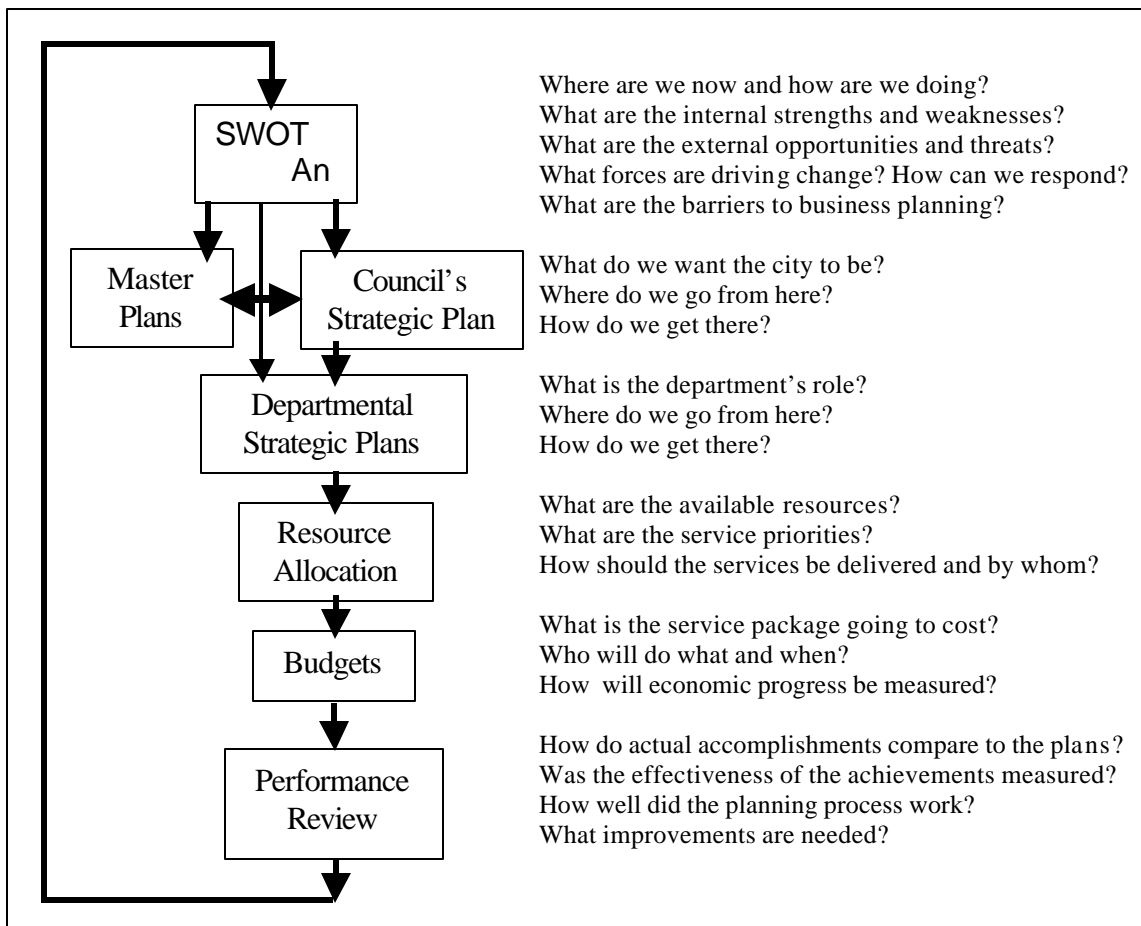 SWOT
An
Where are we now and how are we doing?
What are the internal strengths and weaknesses?
What are the external opportunities and threats?
What forces are driving change? How can we respond?
What are the barriers to business planning?
Master
Plans
Council's
Strategic Plan
What do we want the city to be?
Where do we go from here?
How do we get there?
Departmental
Strategic Plans
What is the department's role?
Where do we go from here?
How do we get there?
Resource
Allocation
What are the available resources?
What are the service priorities?
How should the services be delivered and by whom?
Budgets
What is the service package going to cost?
Who will do what and when?
How will economic progress be measured?
Performance
Review
How do actual accomplishments compare to the plans?
Was the effectiveness of the achievements measured?
How well did the planning process work?
What improvements are needed?